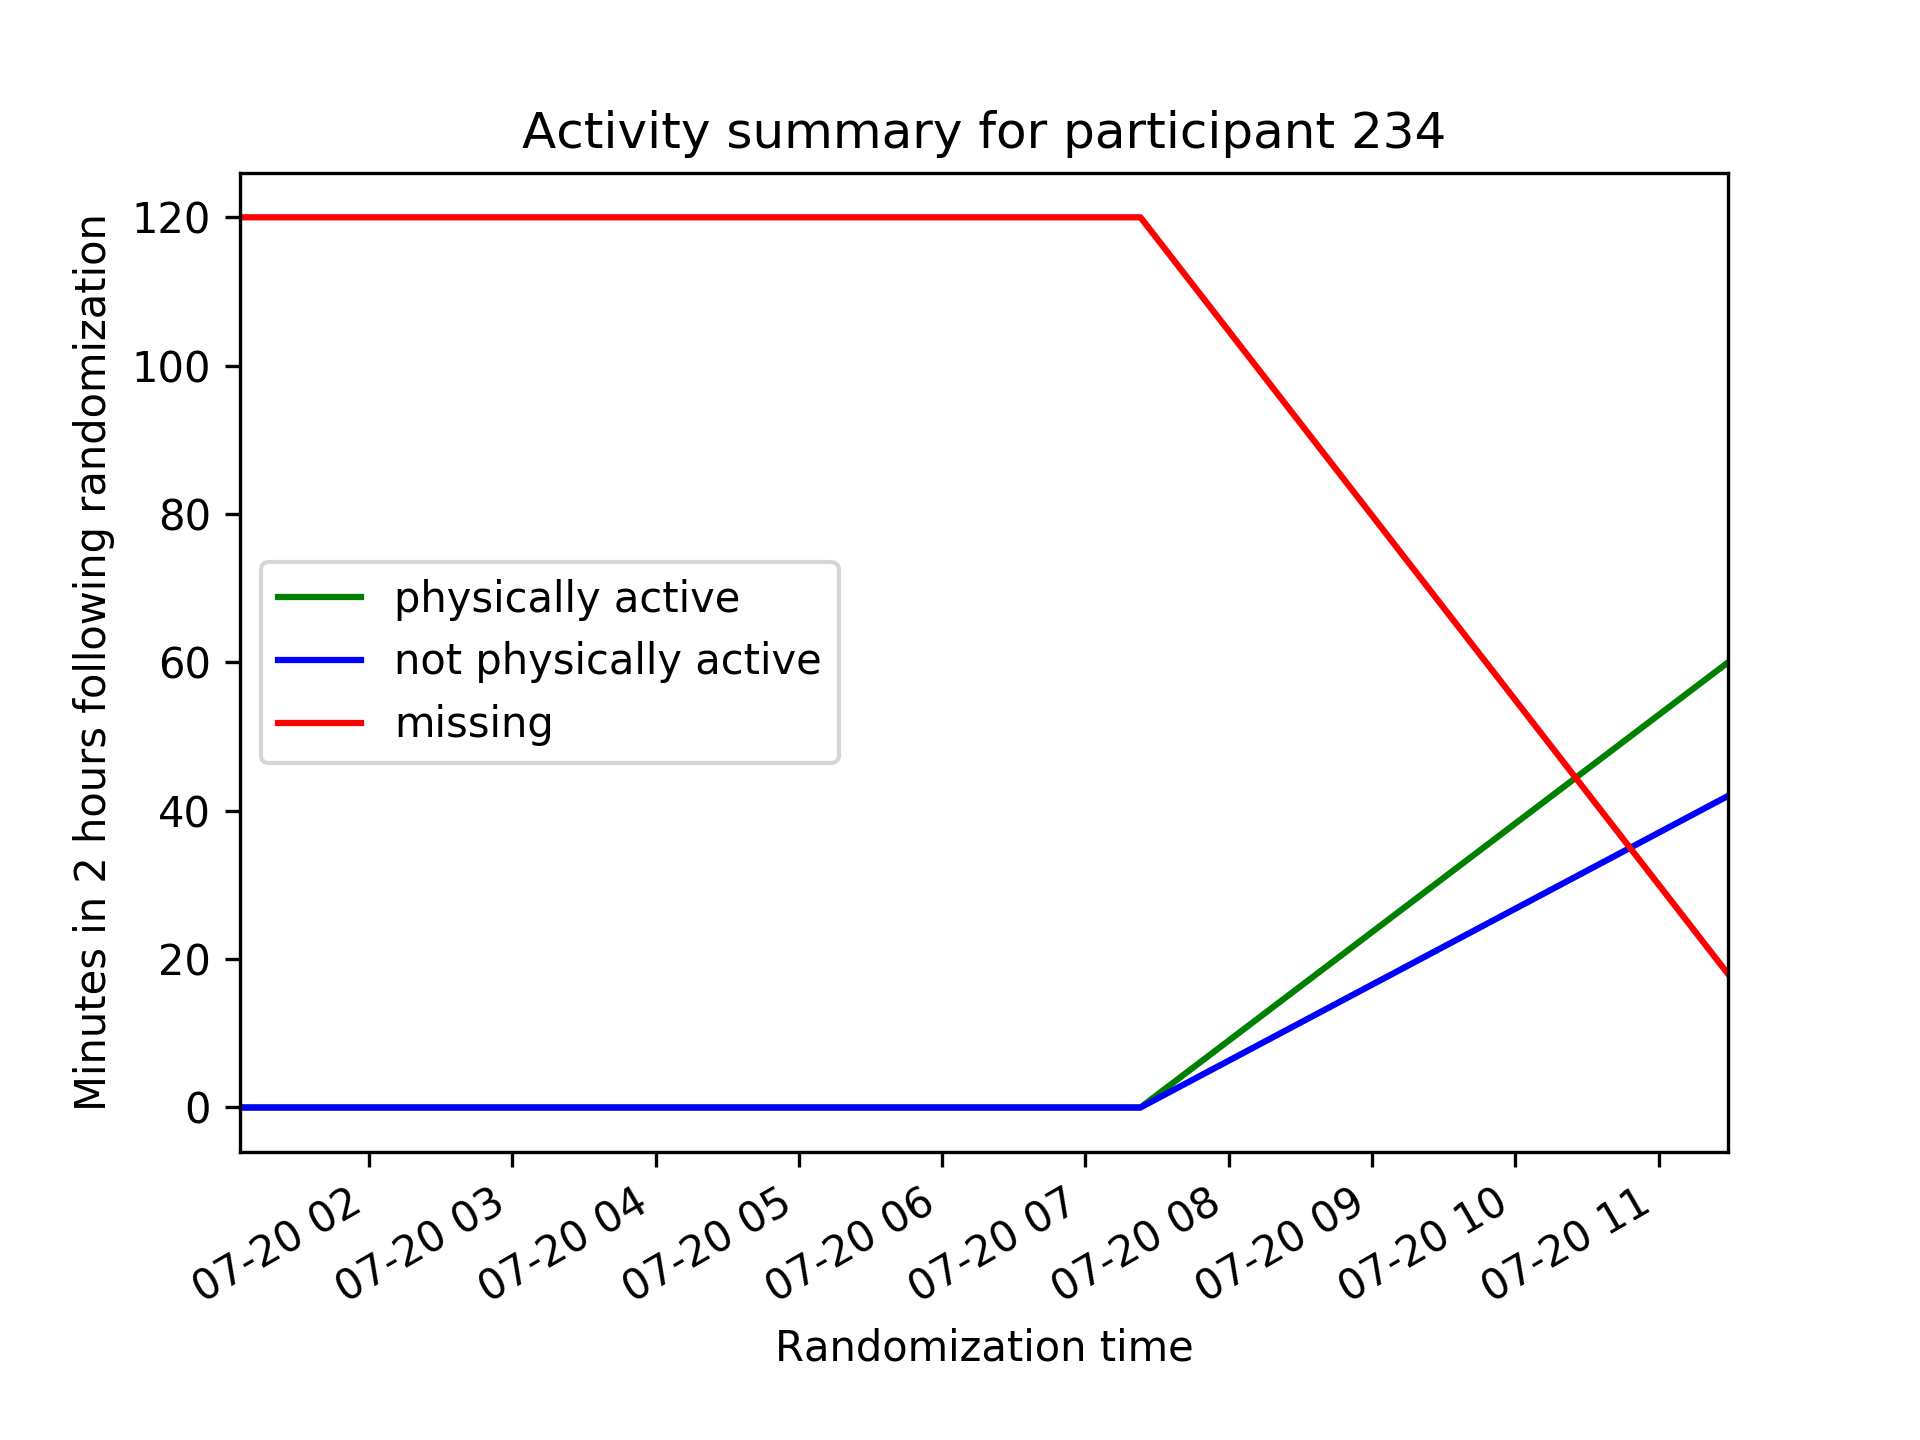 Activity summary for participant 234
Minutes in 2 hours following randomization
120
100
80
60
40
20
0
physically active
not physically active
missing
07-20 02
07-20 03
07-20 04
07-20 05
07-20 06
07-20 07
07-20 08
07-20 09
07-20 10
07-20 11
Randomization time